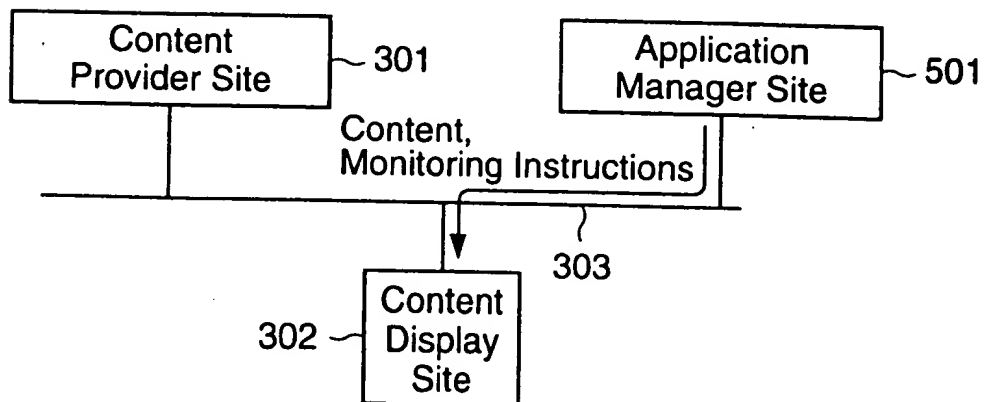 Content
Provider Site
301
Application
Manager Site
501
Content,
Monitoring Instructions
303
302
Content
Display
Site